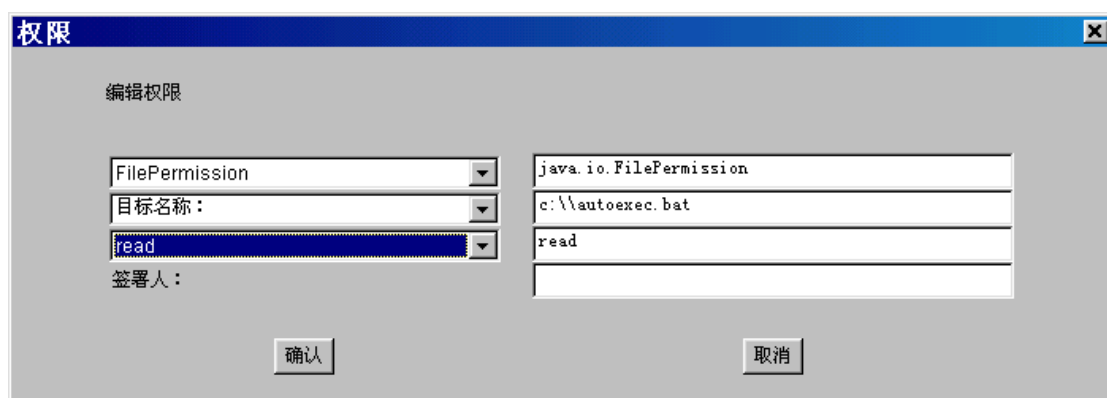 权限
编辑权限
FilePermission java.io.FilePermission
目标名称： c:\\autoexec.bat
read read
签署人：
确认 取消